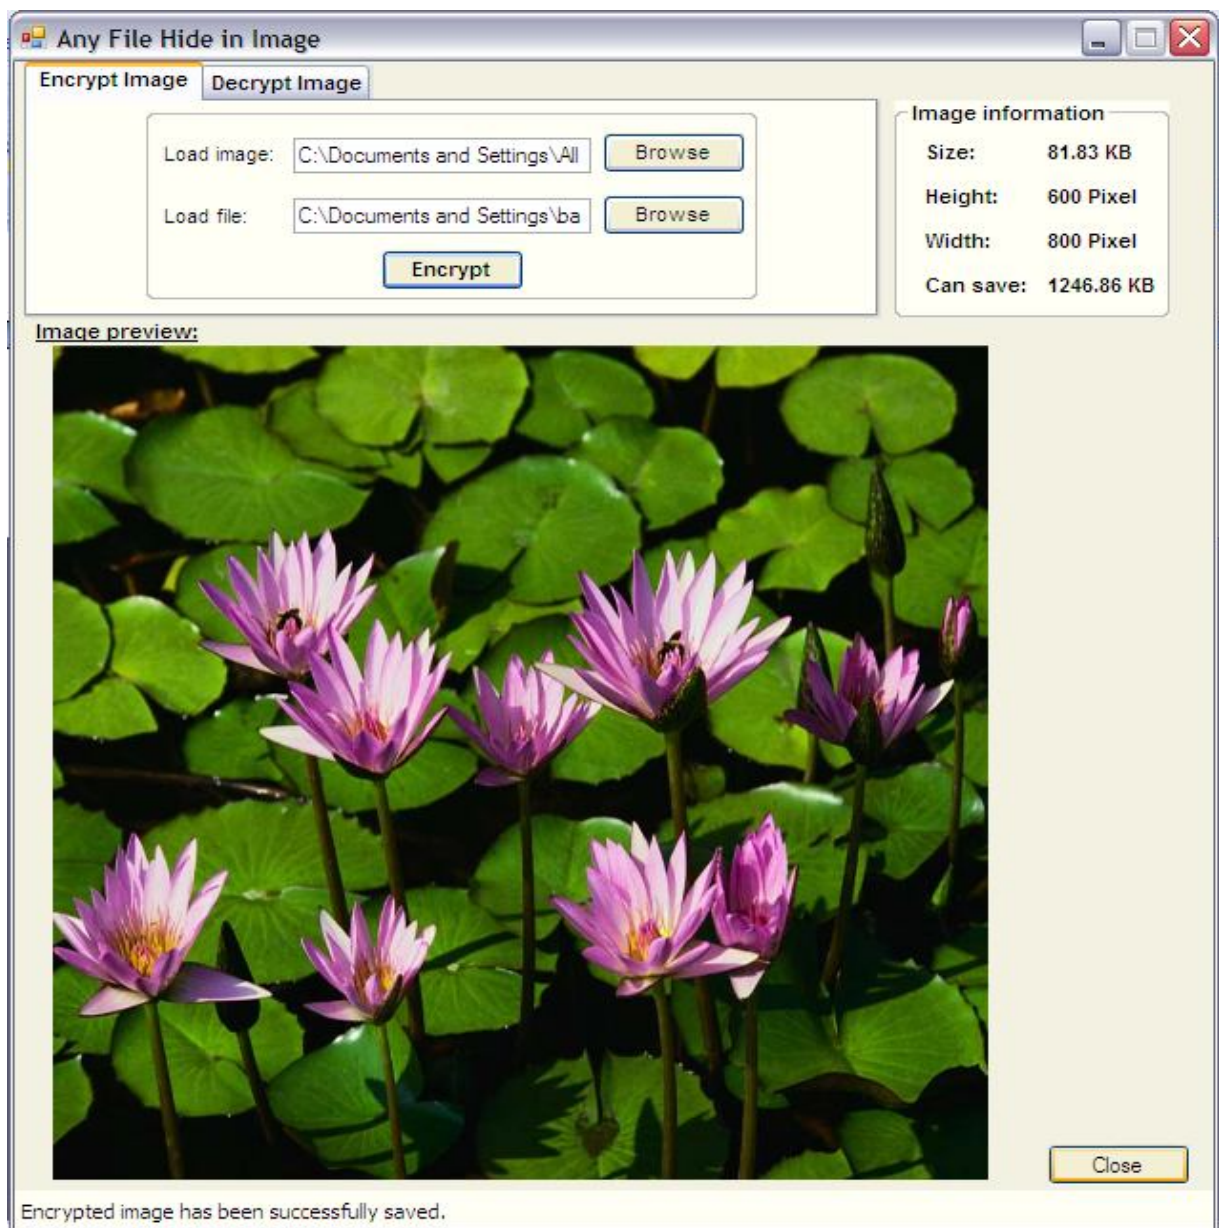 Any File Hide in Image
Encrypt Image Decrypt Image
Load image: C:\Documents and Settings\All Browse
Load file: C:\Documents and Settings\ba Browse
Encrypt
Image information
Size: 81.83 KB
Height: 600 Pixel
Width: 800 Pixel
Can save: 1246.86 KB
Image preview:
Close
Encrypted image has been successfully saved.